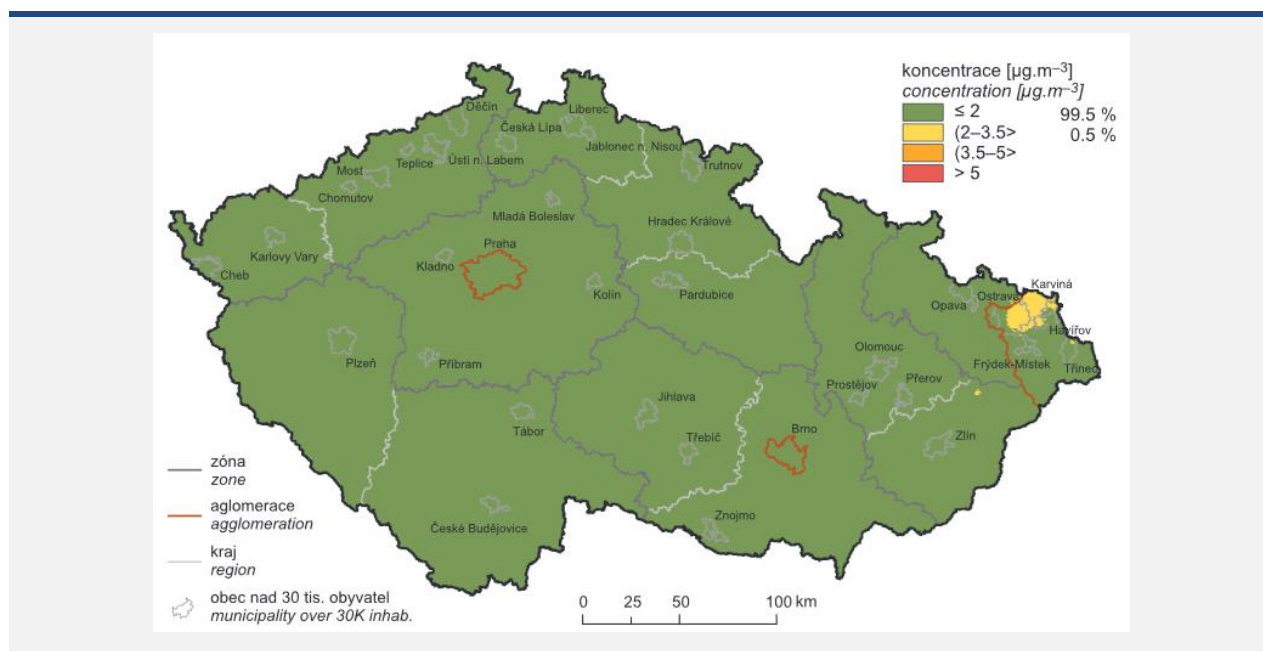 koncentrace [µg.m⁻³]
concentration [µg.m⁻³]
≤ 2 99.5 %
(2–3.5> 0.5 %
(3.5–5>
> 5
Děčín
Liberec
Česká Lípa
Jablonec n. Nisou
Teplice
Ústí n. Labem
Trutnov
Most
Chomutov
Mladá Boleslav
Hradec Králové
Praha
Karlovy Vary
Kladno
Cheb
Kolín
Pardubice
Karviná
Ostrava
Opava
Havířov
Olomouc
Plzeň
Příbram
Frýdek-Místek
Třinec
Prostějov
Přerov
Jihlava
Tábor
Třebíč
Brno
Zlín
České Budějovice
Znojmo
zóna
zone
aglomerace
agglomeration
kraj
region
obec nad 30 tis. obyvatel
municipality over 30K inhab.
0 25 50 100 km